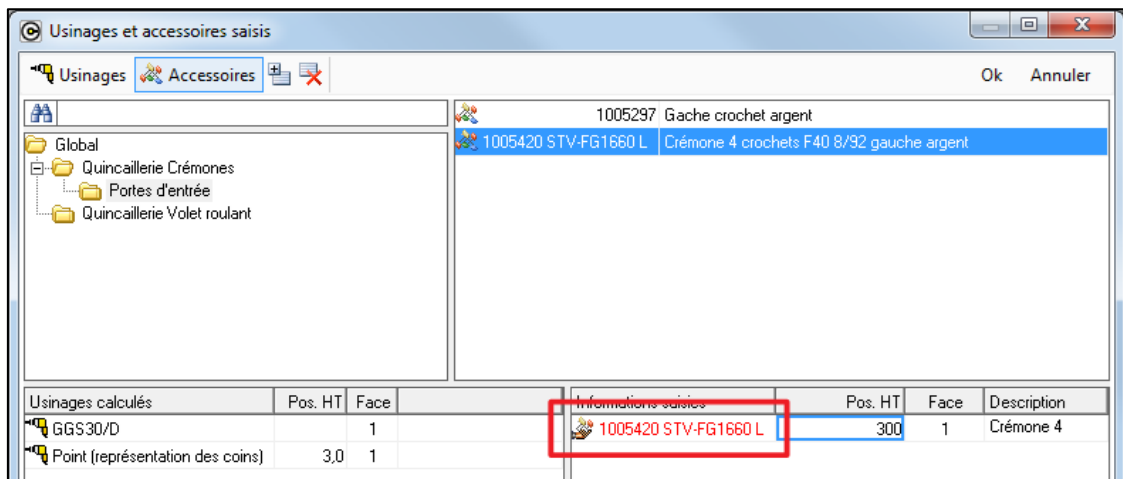 Usinages et accessoires saisis
Usinages Accessoires Ok Annuler
Global
Quincaillerie Crémones
Portes d'entrée
Quincaillerie Volet roulant
1005297 Gache crochet argent
1005420 STV-FG1660 L Crémone 4 crochets F40 8/92 gauche argent
Usinages calculés Pos. HT Face
GGS30/D 1
Point (représentation des coins) 3,0 1
Informations saisies Pos. HT Face Description
1005420 STV-FG1660 L 300 1 Crémone 4